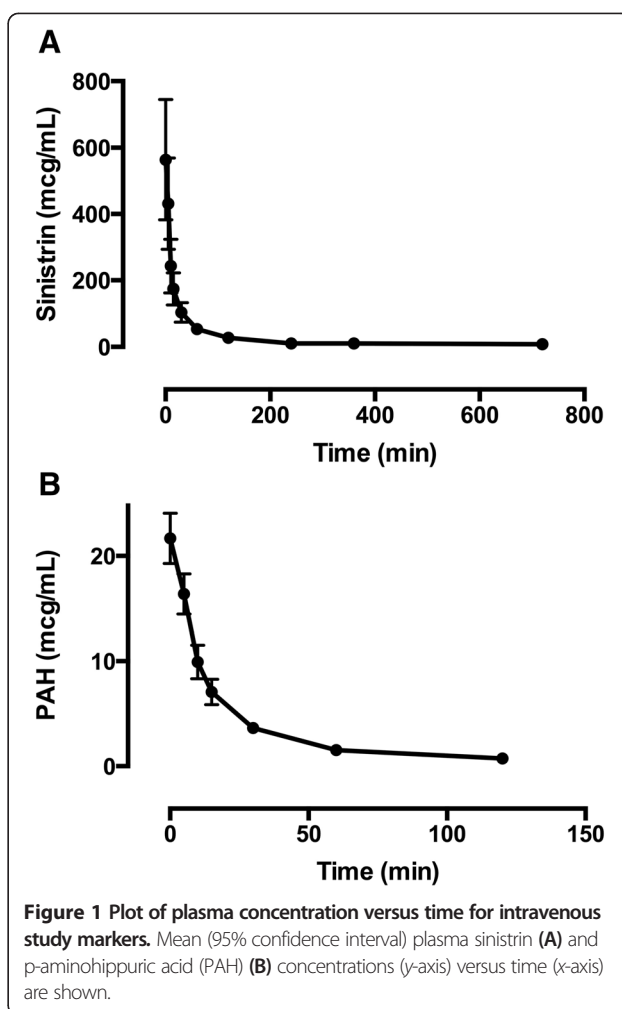 A
800
600
400
200
0
Sinistrin (mcg/mL)
0 200 400 600 800
Time (min)
B
20
10
0
PAH (mcg/mL)
0 50 100 150
Time (min)
Figure 1 Plot of plasma concentration versus time for intravenous
study markers. Mean (95% confidence interval) plasma sinistrin (A) and
p-aminohippuric acid (PAH) (B) concentrations (y-axis) versus time (x-axis)
are shown.